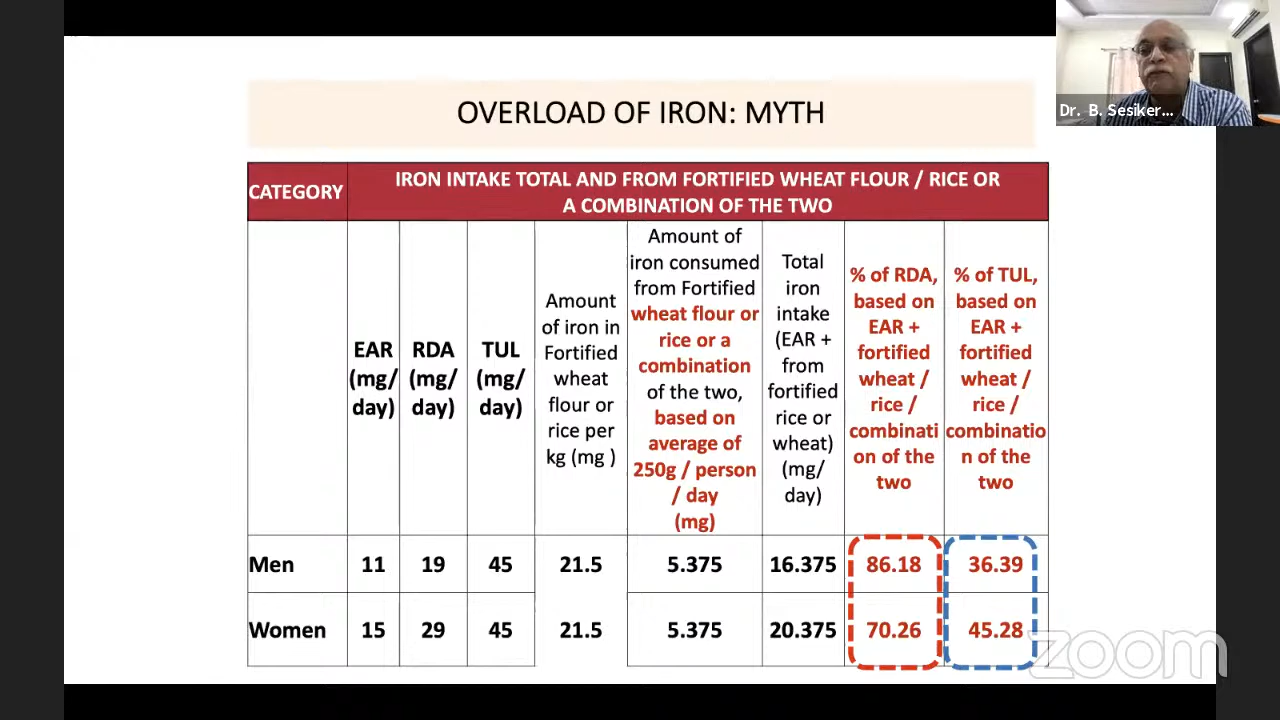 Dr. B. Sesiker...
OVERLOAD OF IRON: MYTH
CATEGORY
IRON INTAKE TOTAL AND FROM FORTIFIED WHEAT FLOUR / RICE OR
A COMBINATION OF THE TWO
EAR
(mg/
day)
RDA
(mg/
day)
TUL
(mg/
day)
Amount
of iron in
Fortified
wheat
flour or
rice per
kg (mg )
Amount of
iron consumed
from Fortified
wheat flour or
rice or a
combination
of the two,
based on
average of
250g / person
/ day
(mg)
Total
iron
intake
(EAR +
from
fortified
rice or
wheat)
(mg/
day)
% of RDA,
based on
EAR +
fortified
wheat /
rice /
combinati
on of the
two
% of TUL,
based on
EAR +
fortified
wheat /
rice /
combinatio
n of the
two
Men 11 19 45 21.5 5.375 16.375 86.18 36.39
Women 15 29 45 21.5 5.375 20.375 70.26 45.28
zoom